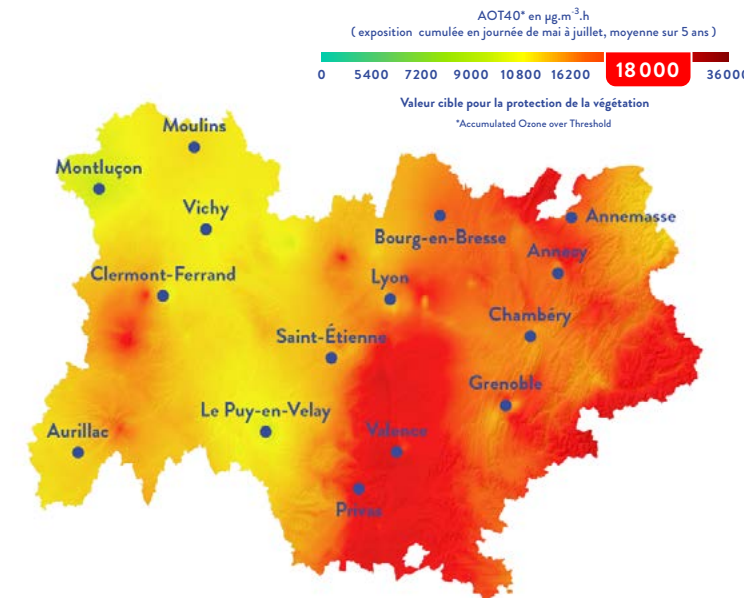 AOT40* en µg.m⁻³.h
( exposition cumulée en journée de mai à juillet, moyenne sur 5 ans )
0 5400 7200 9000 10800 16200 18000 36000
Valeur cible pour la protection de la végétation
*Accumulated Ozone over Threshold
Moulins
Montluçon
Vichy
Annemasse
Bourg-en-Bresse
Annecy
Clermont-Ferrand
Lyon
Chambéry
Saint-Étienne
Grenoble
Le Puy-en-Velay
Aurillac
Valence
Privas